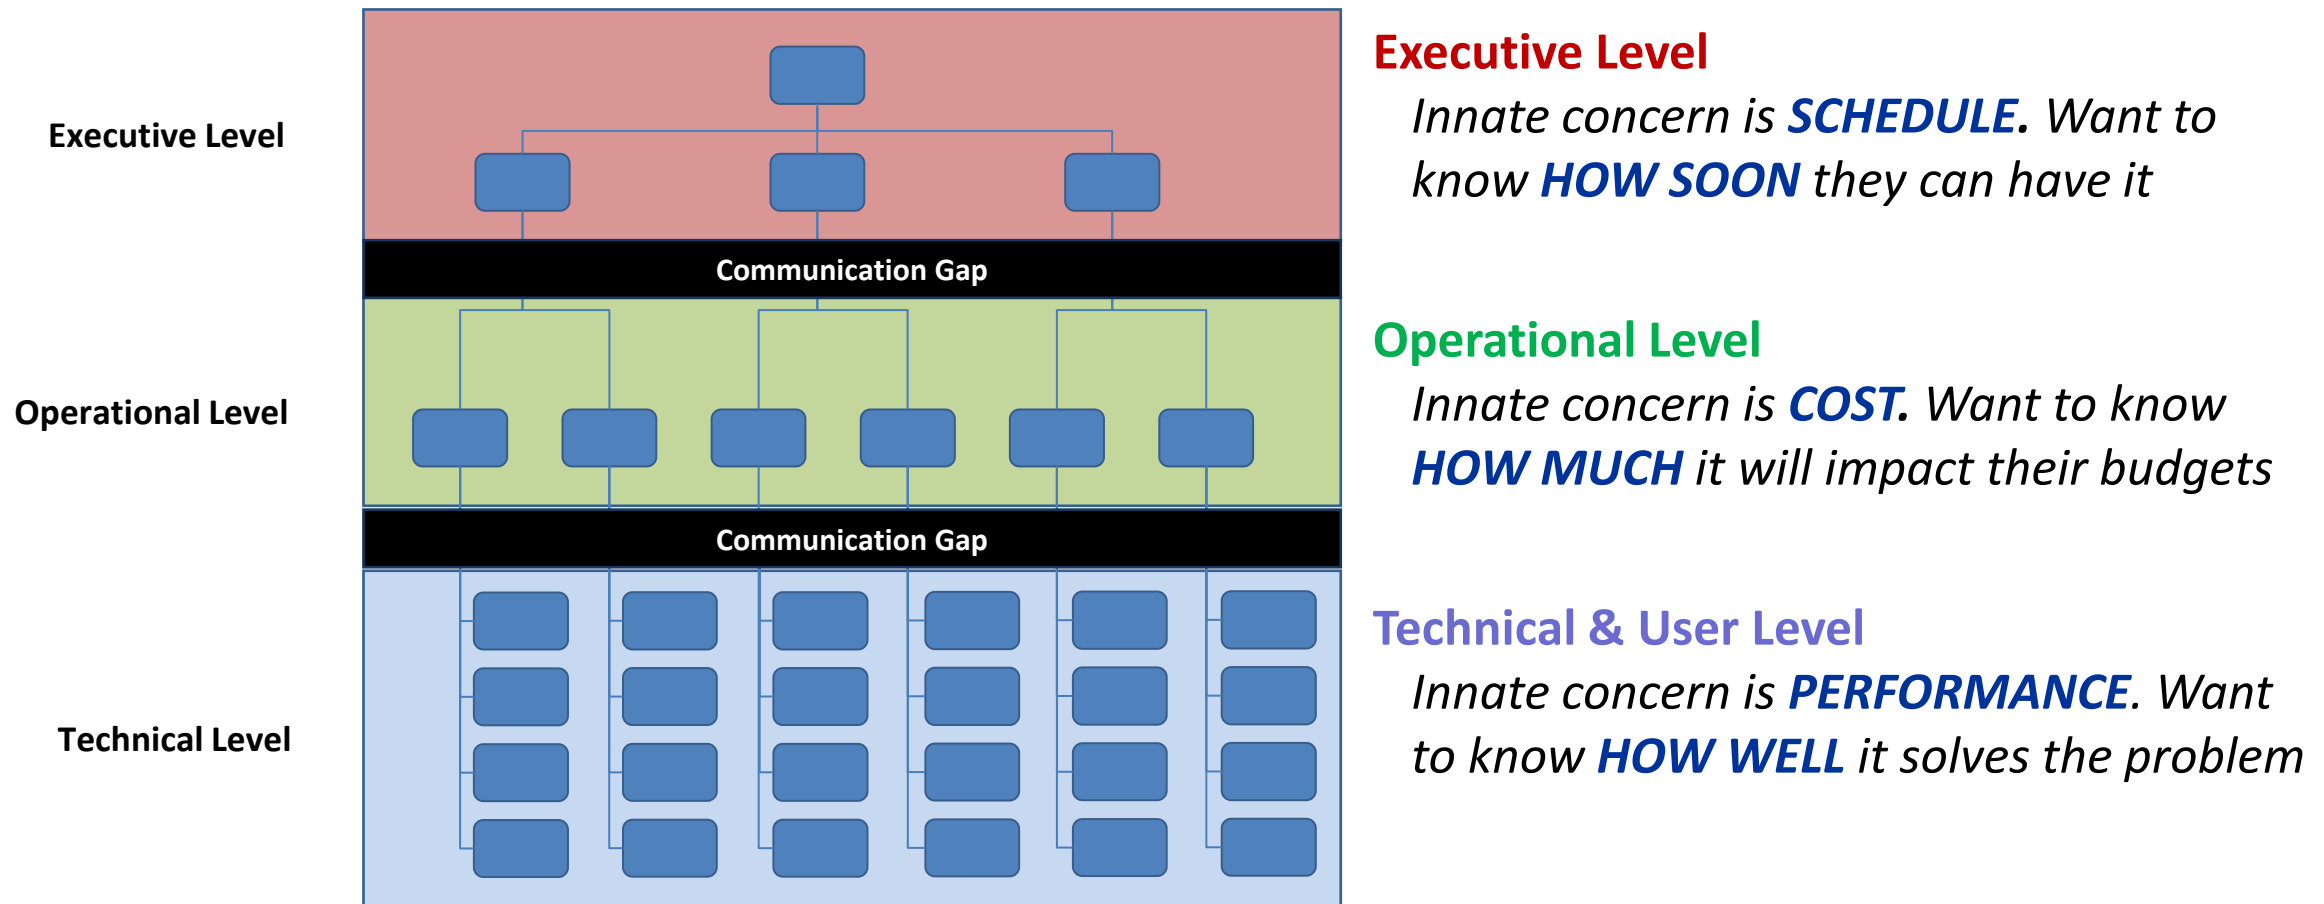 Executive Level
Communication Gap
Operational Level
Communication Gap
Technical Level
Executive Level
Innate concern is SCHEDULE. Want to
know HOW SOON they can have it
Operational Level
Innate concern is COST. Want to know
HOW MUCH it will impact their budgets
Technical & User Level
Innate concern is PERFORMANCE. Want
to know HOW WELL it solves the problem